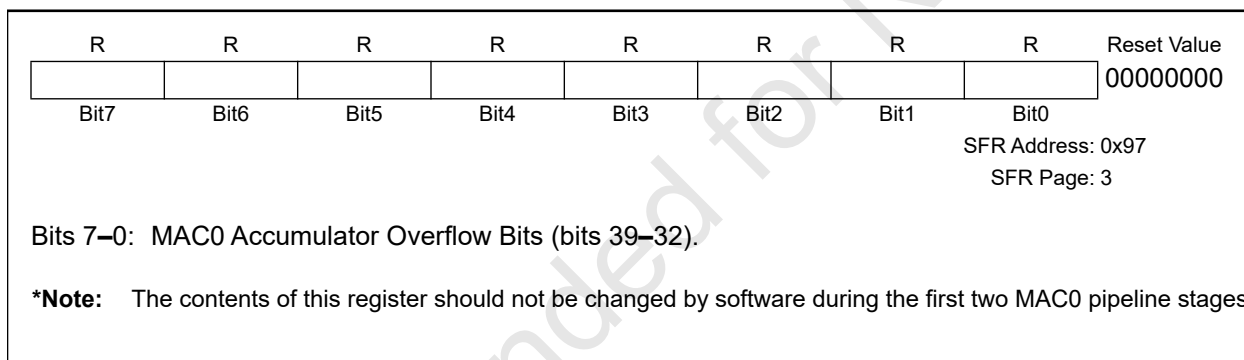 R R R R R R R R Reset Value
00000000
Bit7 Bit6 Bit5 Bit4 Bit3 Bit2 Bit1 Bit0
SFR Address: 0x97
SFR Page: 3
Bits 7–0: MAC0 Accumulator Overflow Bits (bits 39–32).
*Note: The contents of this register should not be changed by software during the first two MAC0 pipeline stages
nded for N